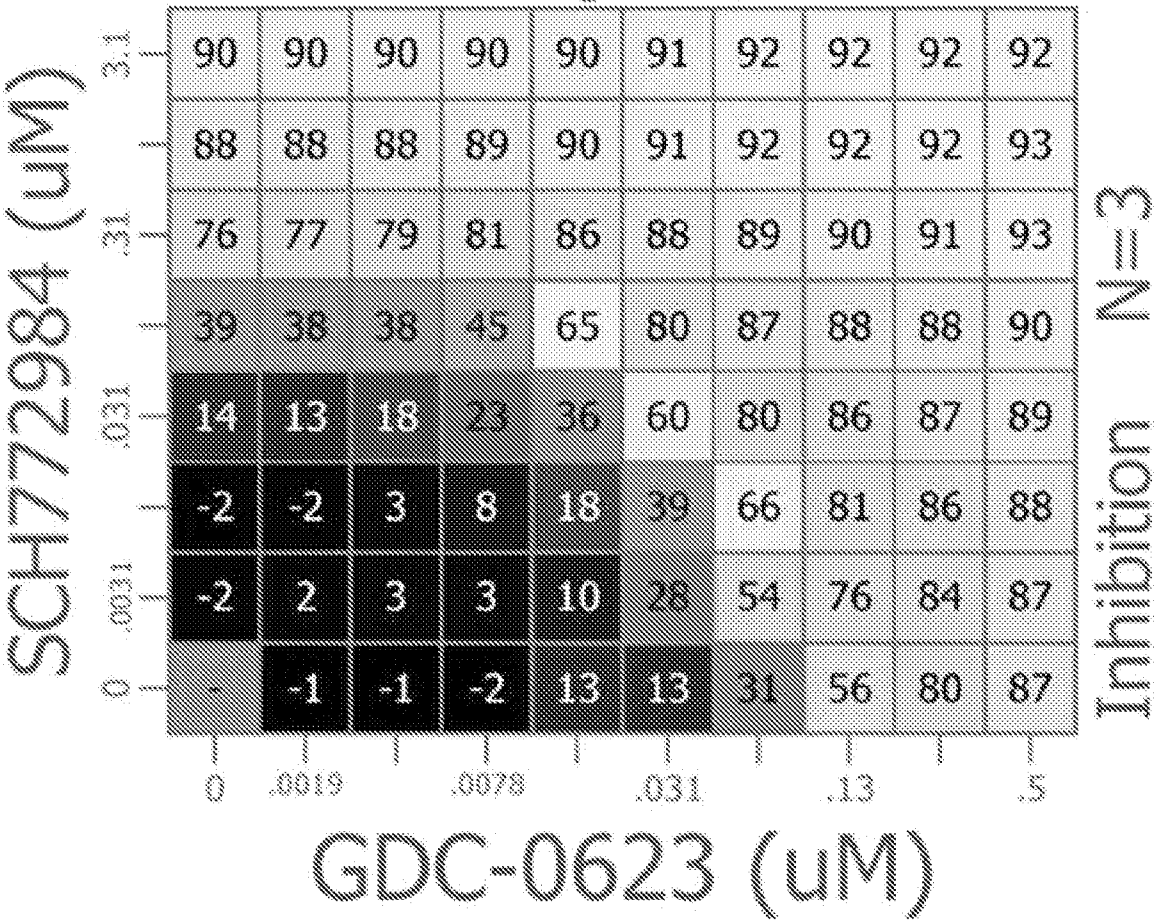 SCH772984 (uM)
3.1 90 90 90 90 90 91 92 92 92 92
88 88 88 89 90 91 92 92 92 93
.31 76 77 79 81 86 88 89 90 91 93
39 38 38 45 65 80 87 88 88 90
.031 14 13 18 23 36 60 80 86 87 89
-2 -2 3 8 18 39 66 81 86 88
.0031 -2 2 3 3 10 28 54 76 84 87
0 - -1 -1 -2 13 13 31 56 80 87
0 .0019 .0078 .031 .13 .5
GDC-0623 (uM)
Inhibition N=3